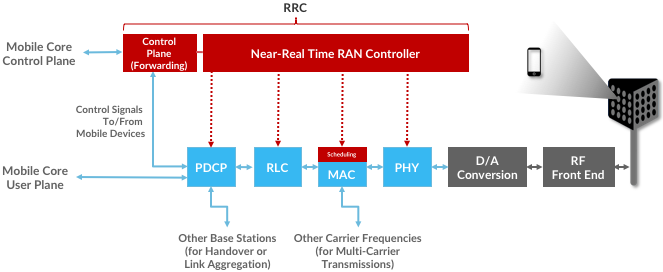 RRC
Mobile Core
Control Plane
Control
Plane
(Forwarding)
Near-Real Time RAN Controller
Control Signals
To/From
Mobile Devices
Mobile Core
User Plane
PDCP
RLC
Scheduling
MAC
PHY
D/A
Conversion
RF
Front End
Other Base Stations
(for Handover or
Link Aggregation)
Other Carrier Frequencies
(for Multi-Carrier
Transmissions)